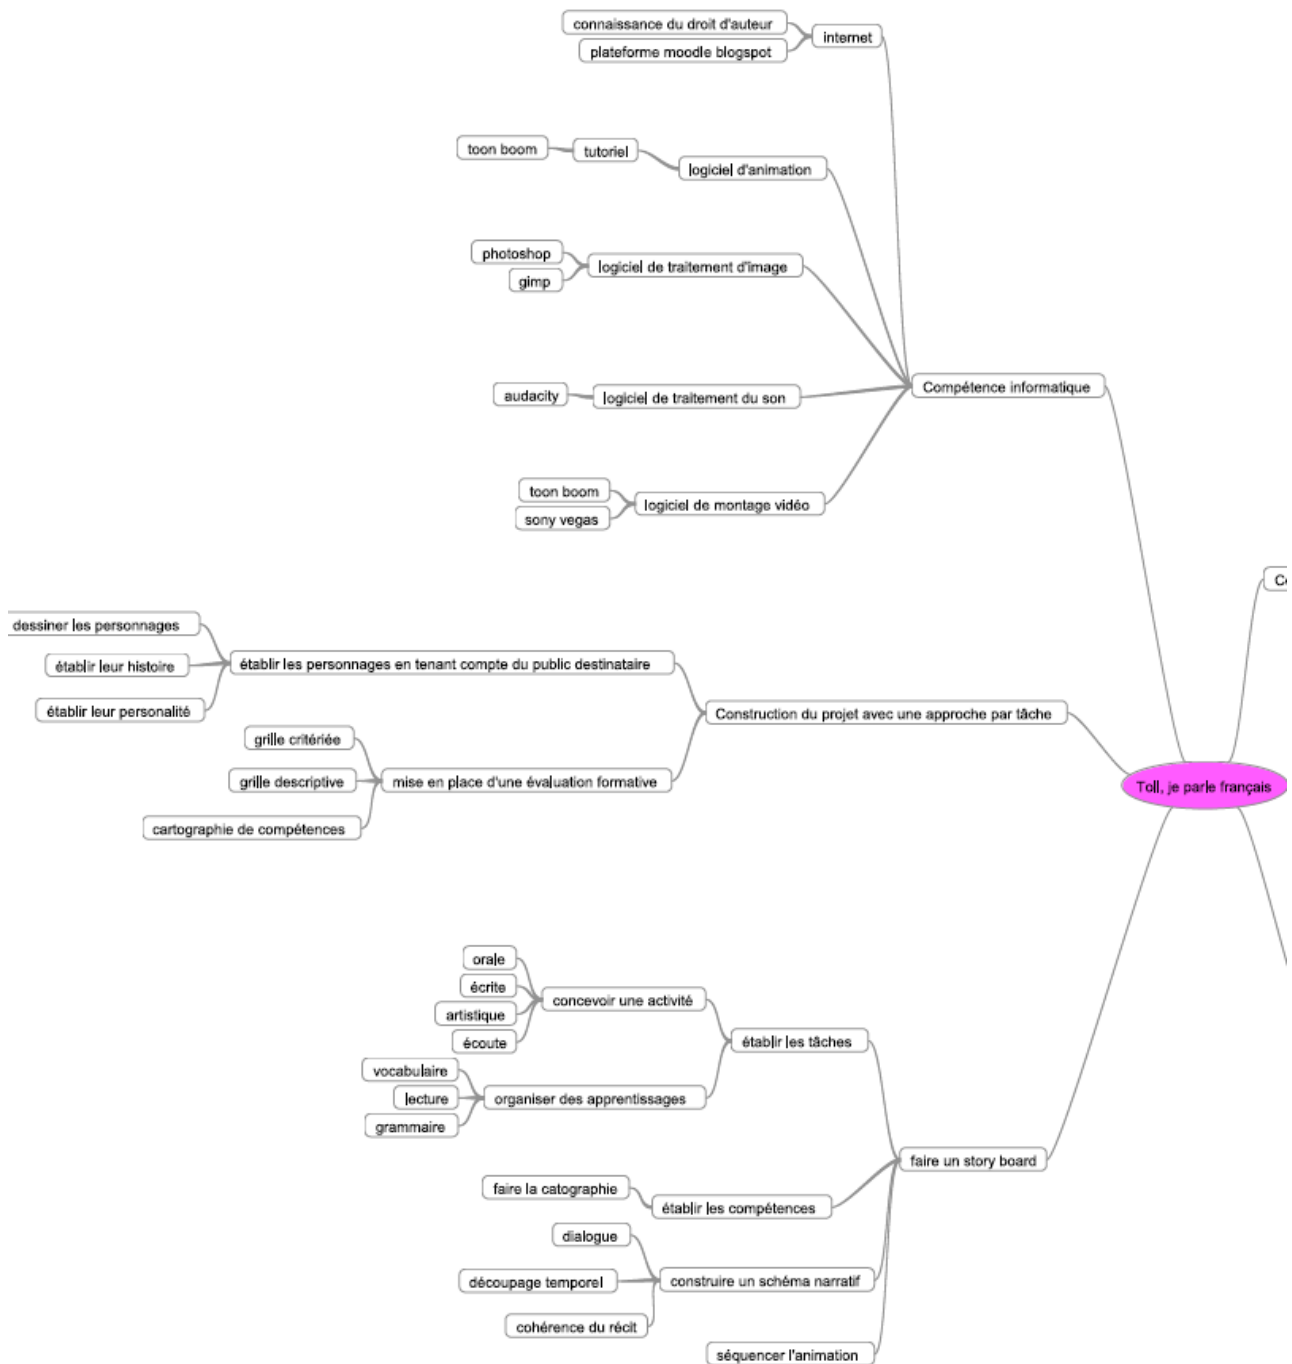 connaissance du droit d'auteur
plateforme moodle blogspot
internet
toon boom
tutoriel
logiciel d'animation
photoshop
gimp
logiciel de traitement d'image
audacity
logiciel de traitement du son
toon boom
sony vegas
logiciel de montage vidéo
Compétence informatique
dessiner les personnages
établir leur histoire
établir leur personalité
établir les personnages en tenant compte du public destinataire
grille critériée
grille descriptive
cartographie de compétences
mise en place d'une évaluation formative
Construction du projet avec une approche par tâche
Toll, je parle français
orale
écrite
artistique
écoute
concevoir une activité
vocabulaire
lecture
grammaire
organiser des apprentissages
établir les tâches
faire la catographie
établir les compétences
dialogue
découpage temporel
cohérence du récit
construire un schéma narratif
séquencer l'animation
faire un story board